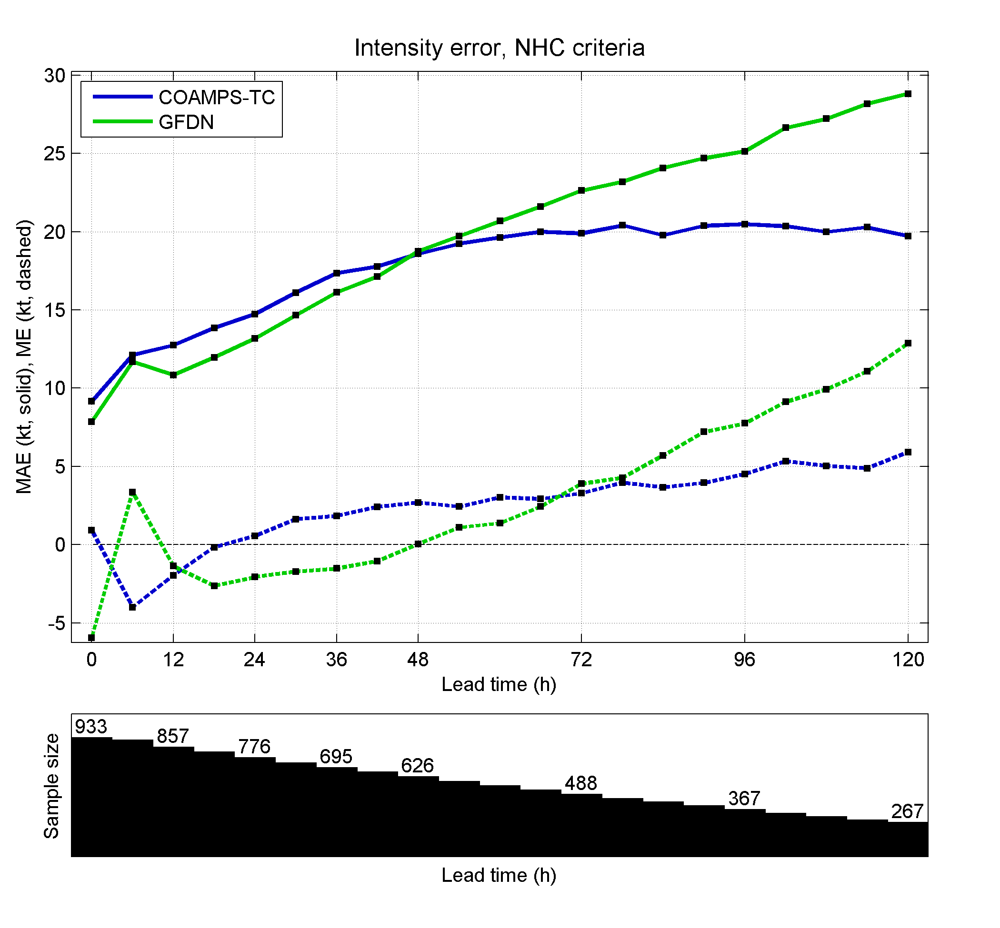 Intensity error, NHC criteria
COAMPS-TC
GFDN
30
25
20
15
10
5
0
-5
MAE (kt, solid), ME (kt, dashed)
0 12 24 36 48 72 96 120
Lead time (h)
Sample size
933 857 776 695 626 488 367 267
Lead time (h)